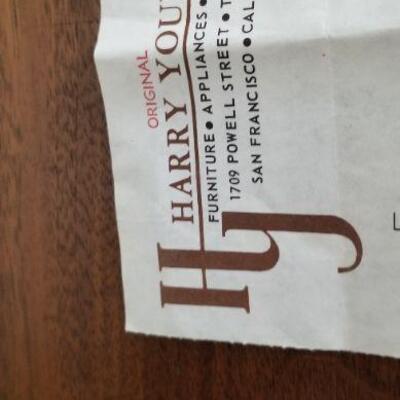 ORIGINAL
HARRY YOU
FURNITURE • APPLIANCES •
1709 POWELL STREET • T
SAN FRANCISCO • CAL
Hy